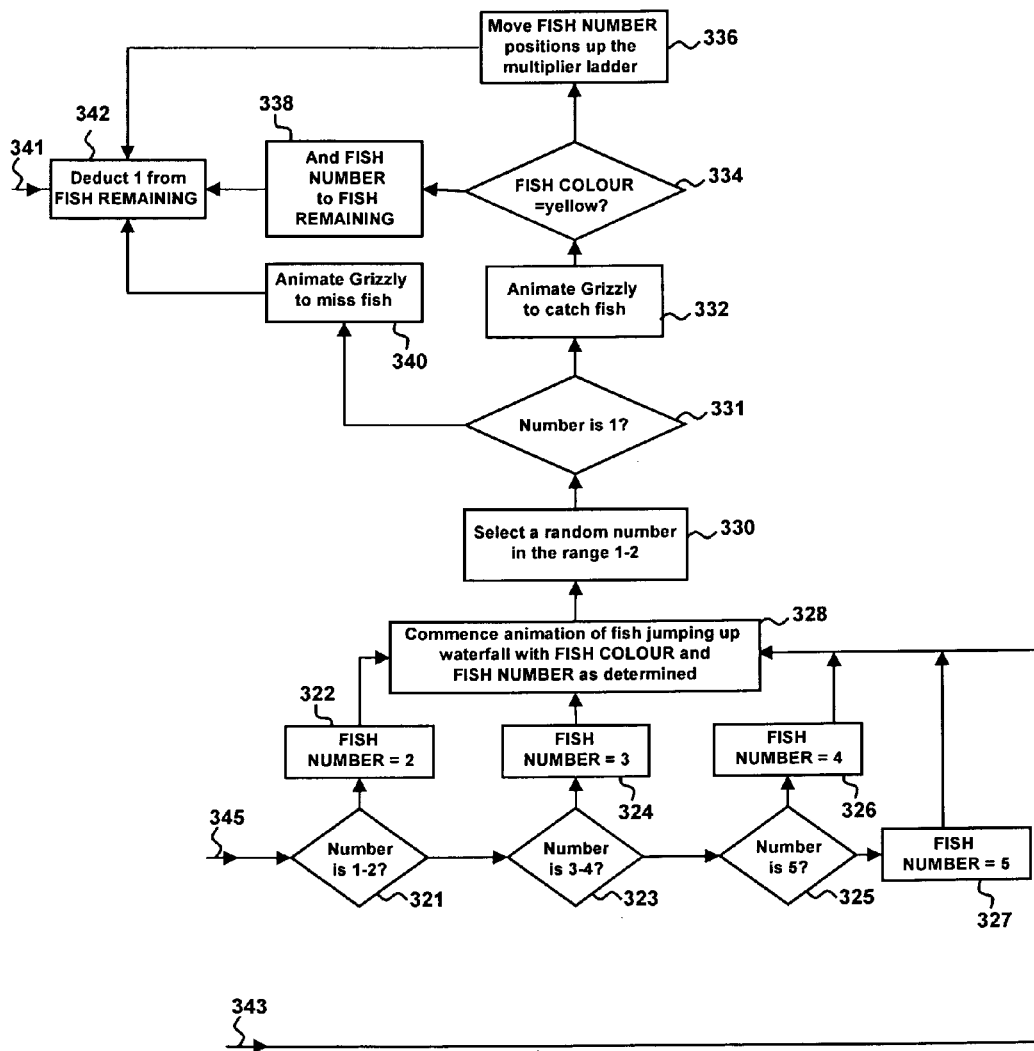 Move FISH NUMBER
positions up the
multiplier ladder
336
338
342
341
Deduct 1 from
FISH REMAINING
And FISH
NUMBER
to FISH
REMAINING
FISH COLOUR
=yellow?
334
Animate Grizzly
to miss fish
340
Animate Grizzly
to catch fish
332
Number is 1?
331
Select a random number
in the range 1-2
330
Commence animation of fish jumping up
waterfall with FISH COLOUR and
FISH NUMBER as determined
328
322
FISH
NUMBER = 2
FISH
NUMBER = 3
324
FISH
NUMBER = 4
326
345
Number
is 1-2?
321
Number
is 3-4?
323
Number
is 5?
325
FISH
NUMBER = 5
327
343